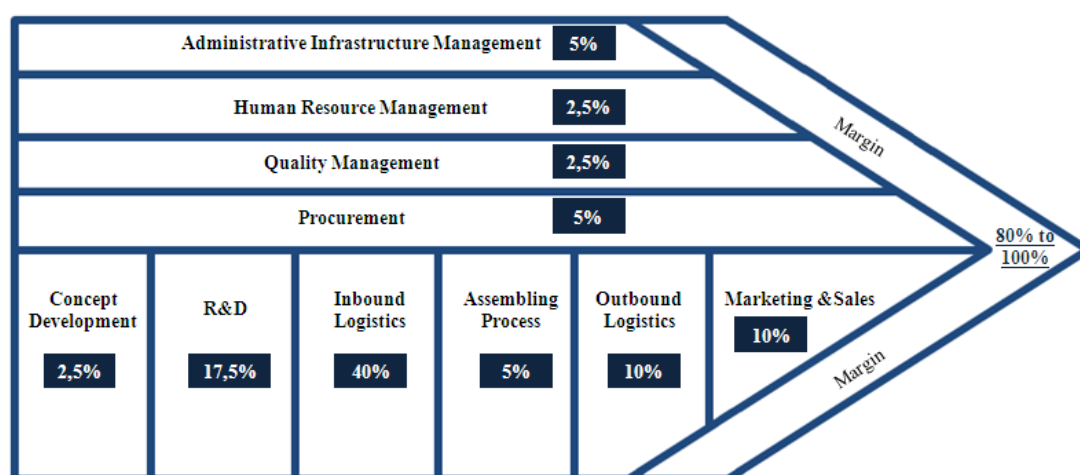 Administrative Infrastructure Management 5%
Human Resource Management 2,5%
Quality Management 2,5%
Procurement 5%
Margin
80% to
100%
Concept
Development
2,5%
R&D
17,5%
Inbound
Logistics
40%
Assembling
Process
5%
Outbound
Logistics
10%
Marketing &Sales
10%
Margin